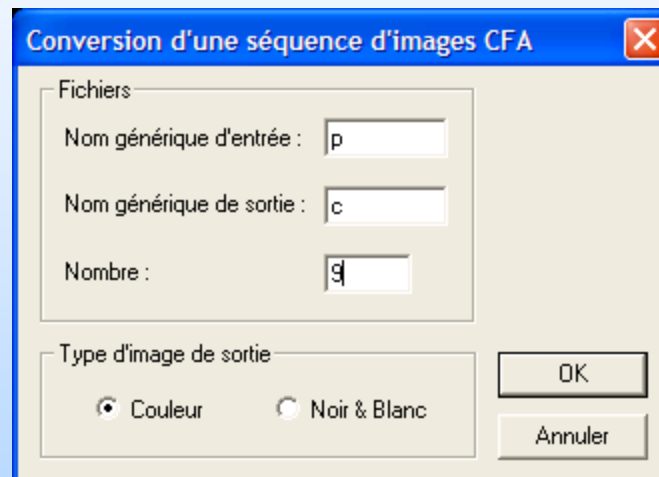 Conversion d'une séquence d'images CFA
Fichiers
Nom générique d'entrée : p
Nom générique de sortie : c
Nombre : 9
Type d'image de sortie
Couleur Noir & Blanc
OK
Annuler